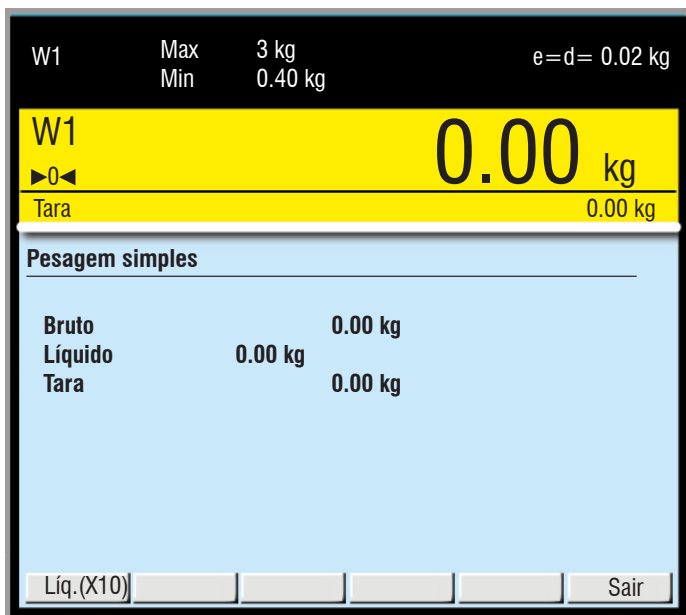 W1 Max 3 kg e=d= 0.02 kg
Min 0.40 kg
W1 0.00 kg
▶0◀
Tara 0.00 kg
Pesagem simples
Bruto 0.00 kg
Líquido 0.00 kg
Tara 0.00 kg
Líq.(X10) Sair